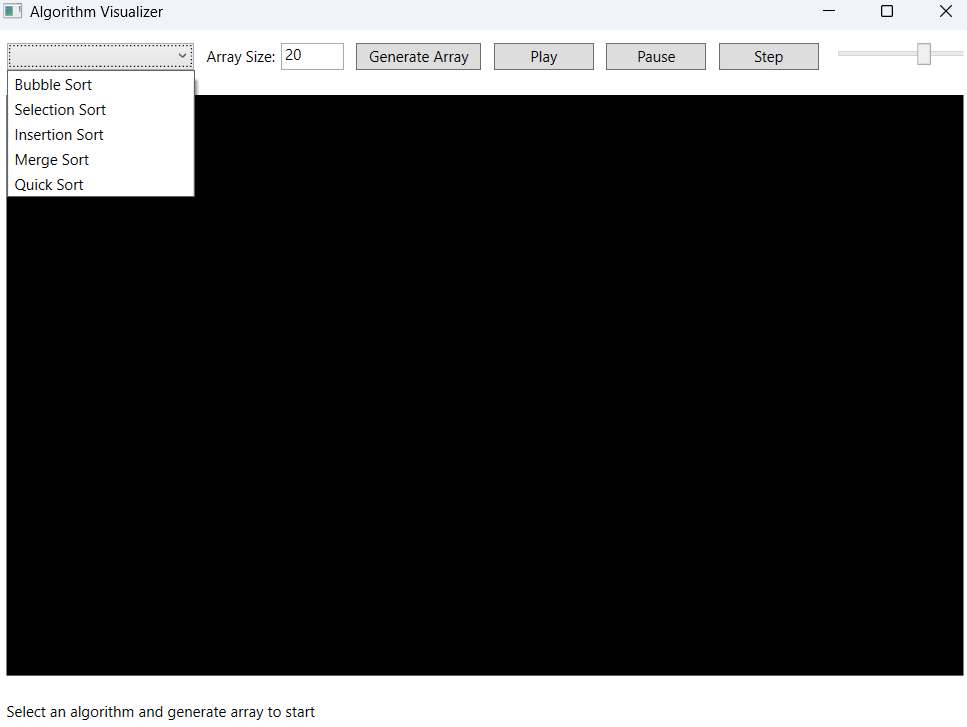 Algorithm Visualizer
Array Size: 20 Generate Array Play Pause Step
Bubble Sort
Selection Sort
Insertion Sort
Merge Sort
Quick Sort
Select an algorithm and generate array to start